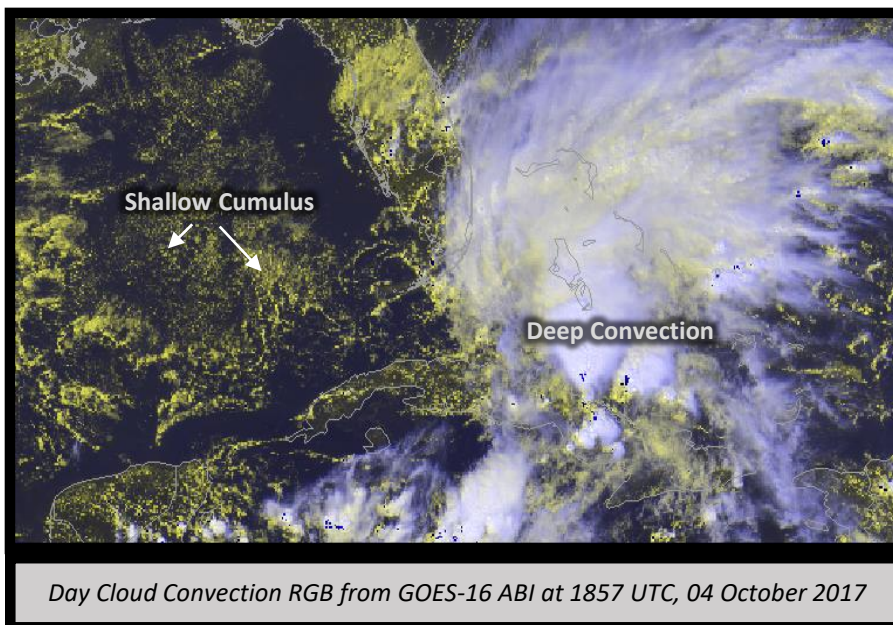 Shallow Cumulus
Deep Convection
Day Cloud Convection RGB from GOES-16 ABI at 1857 UTC, 04 October 2017